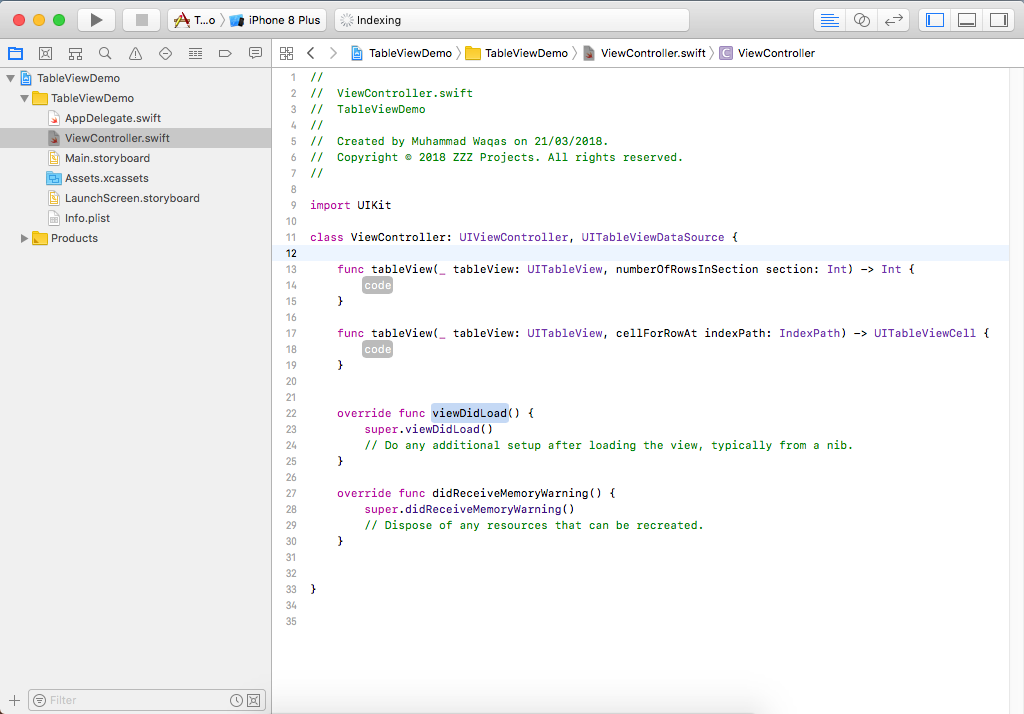 T...o iPhone 8 Plus Indexing
TableViewDemo TableViewDemo ViewController.swift C ViewController
TableViewDemo
TableViewDemo
AppDelegate.swift
ViewController.swift
Main.storyboard
Assets.xcassets
LaunchScreen.storyboard
Info.plist
Products
Filter
1 //
2 //  ViewController.swift
3 //  TableViewDemo
4 //
5 //  Created by Muhammad Waqas on 21/03/2018.
6 //  Copyright © 2018 ZZZ Projects. All rights reserved.
7 //
8
9 import UIKit
10
11 class ViewController: UIViewController, UITableViewDataSource {
12
13     func tableView(_ tableView: UITableView, numberOfRowsInSection section: Int) -> Int {
14         code
15     }
16
17     func tableView(_ tableView: UITableView, cellForRowAt indexPath: IndexPath) -> UITableViewCell {
18         code
19     }
20
21
22     override func viewDidLoad() {
23         super.viewDidLoad()
24         // Do any additional setup after loading the view, typically from a nib.
25     }
26
27     override func didReceiveMemoryWarning() {
28         super.didReceiveMemoryWarning()
29         // Dispose of any resources that can be recreated.
30     }
31
32
33 }
34
35